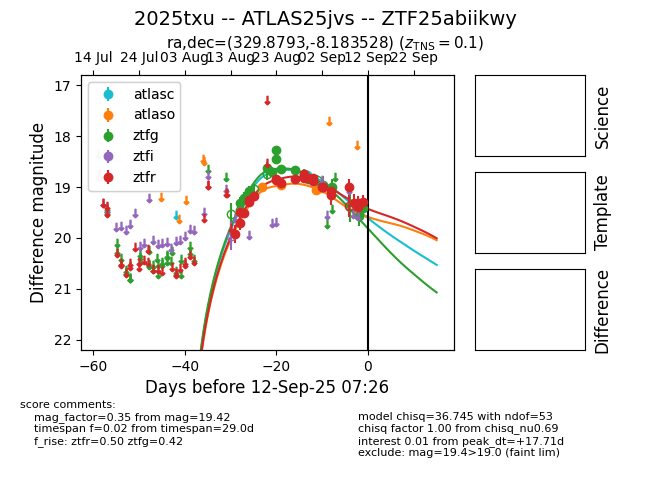 2025txu -- ATLAS25jvs -- ZTF25abiikwy
ra,dec=(329.8793,-8.183528) (z_TNS = 0.1)
14 Jul 24 Jul 03 Aug 13 Aug 23 Aug 02 Sep 12 Sep 22 Sep
17
18
19
20
21
22
Difference magnitude
atlasc
atlaso
ztfg
ztfi
ztfr
−60 −40 −20 0
Days before 12-Sep-25 07:26
Science
Template
Difference
score comments:
mag_factor=0.35 from mag=19.42
timespan f=0.02 from timespan=29.0d
f_rise: ztfr=0.50 ztfg=0.42
model chisq=36.745 with ndof=53
chisq factor 1.00 from chisq_nu0.69
interest 0.01 from peak_dt=+17.71d
exclude: mag=19.4>19.0 (faint lim)